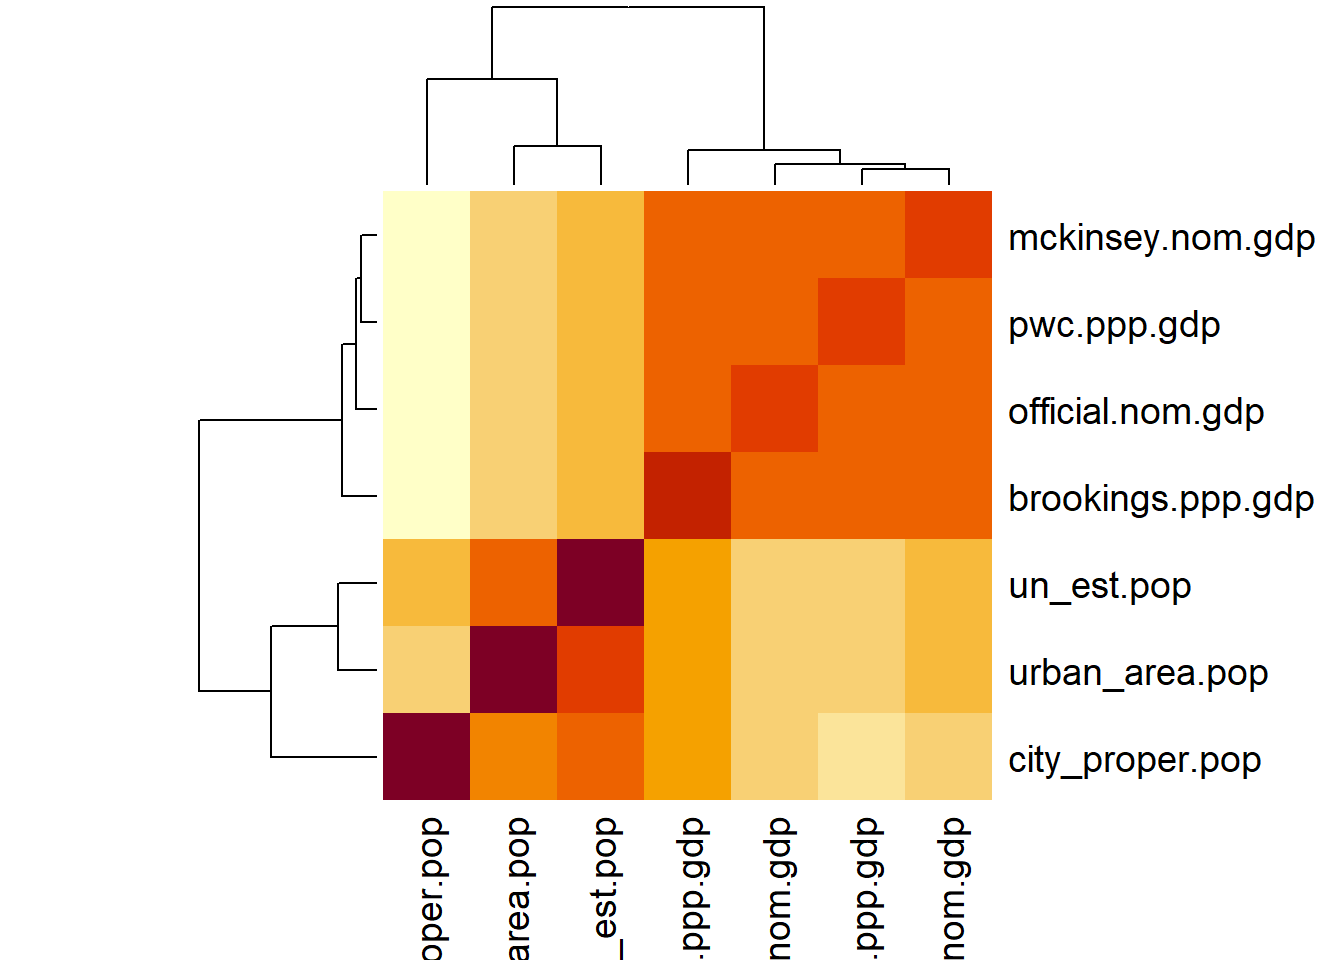 mckinsey.nom.gdp
pwc.ppp.gdp
official.nom.gdp
brookings.ppp.gdp
un_est.pop
urban_area.pop
city_proper.pop
oper.pop
area.pop
_est.pop
.ppp.gdp
nom.gdp
.ppp.gdp
nom.gdp